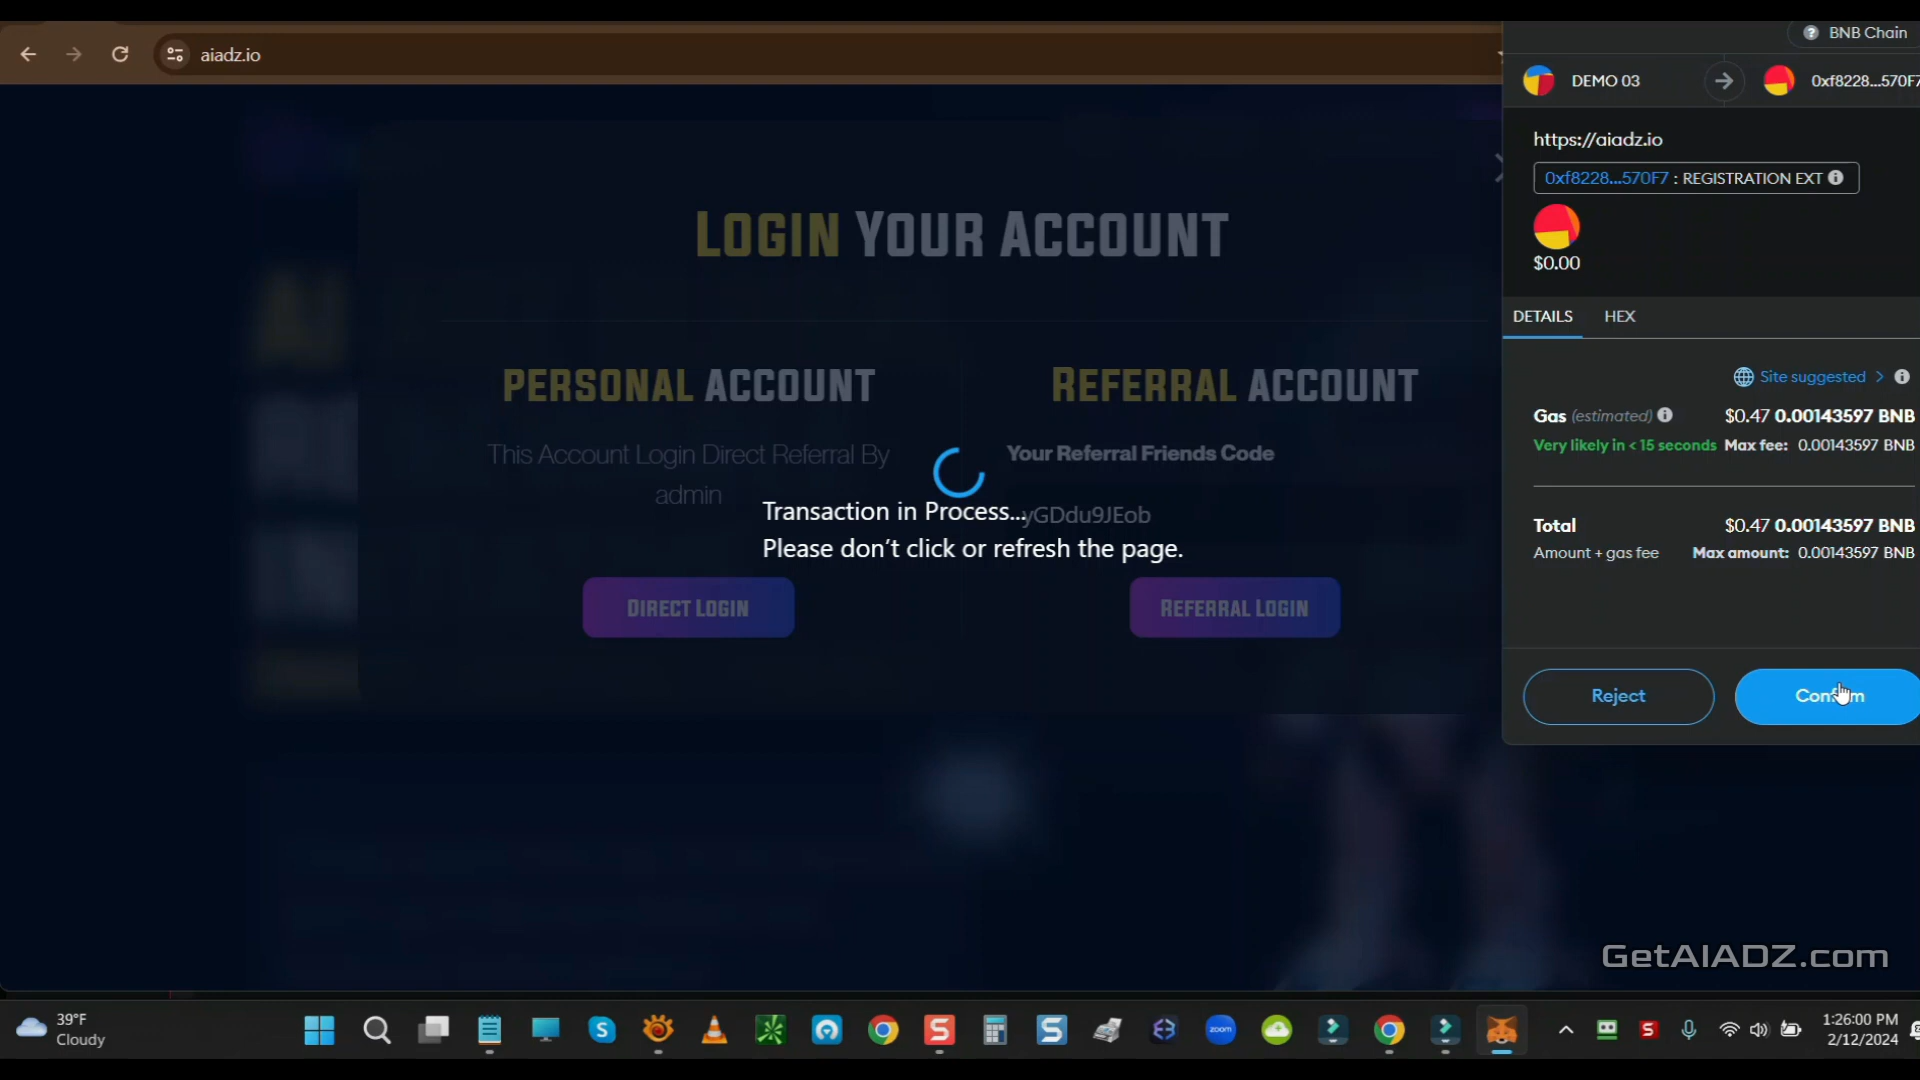 aiadz.io
BNB Chain
DEMO 03
0xf8228...570F7
https://aiadz.io
0xf8228...570F7 : REGISTRATION EXT
$0.00
DETAILS HEX
Site suggested >
Gas (estimated) $0.47 0.00143597 BNB
Very likely in < 15 seconds Max fee: 0.00143597 BNB
Total $0.47 0.00143597 BNB
Amount + gas fee Max amount: 0.00143597 BNB
Reject
Confirm
LOGIN YOUR ACCOUNT
PERSONAL ACCOUNT
This Account Login Direct Referral By
admin
DIRECT LOGIN
REFERRAL ACCOUNT
Your Referral Friends Code
yGDdu9JEob
REFERRAL LOGIN
Transaction in Process...
Please don't click or refresh the page.
GetAIADZ.com
39°F
Cloudy
zoom
1:26:00 PM
2/12/2024